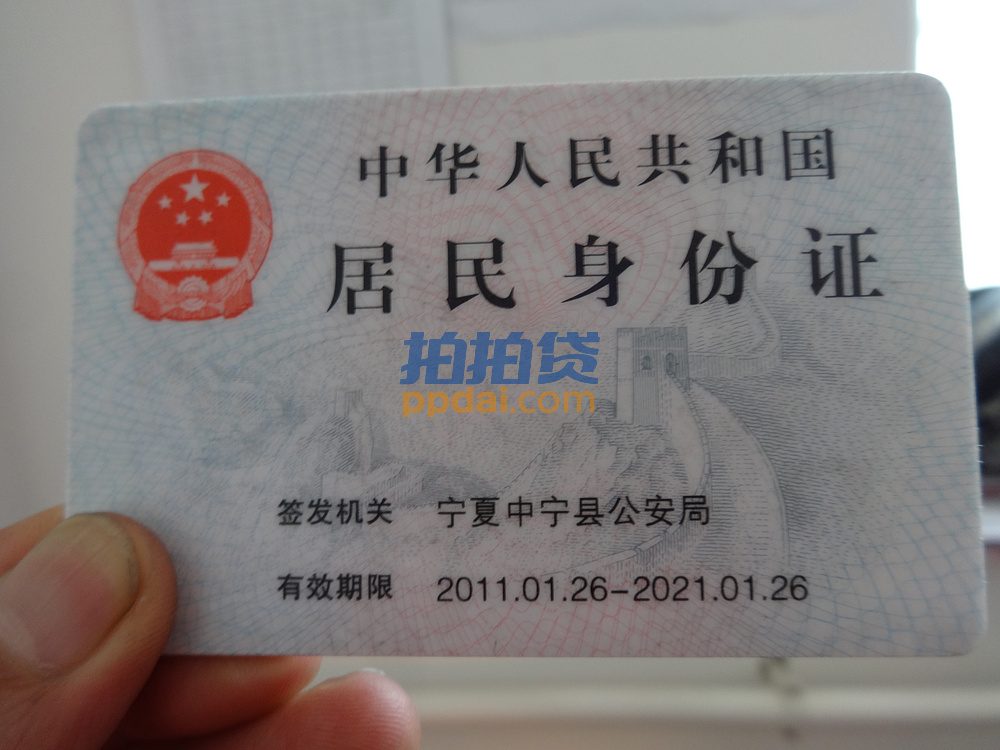 中华人民共和国
居民身份证
拍拍贷
ppdai.com
签发机关 宁夏中宁县公安局
有效期限 2011.01.26-2021.01.26